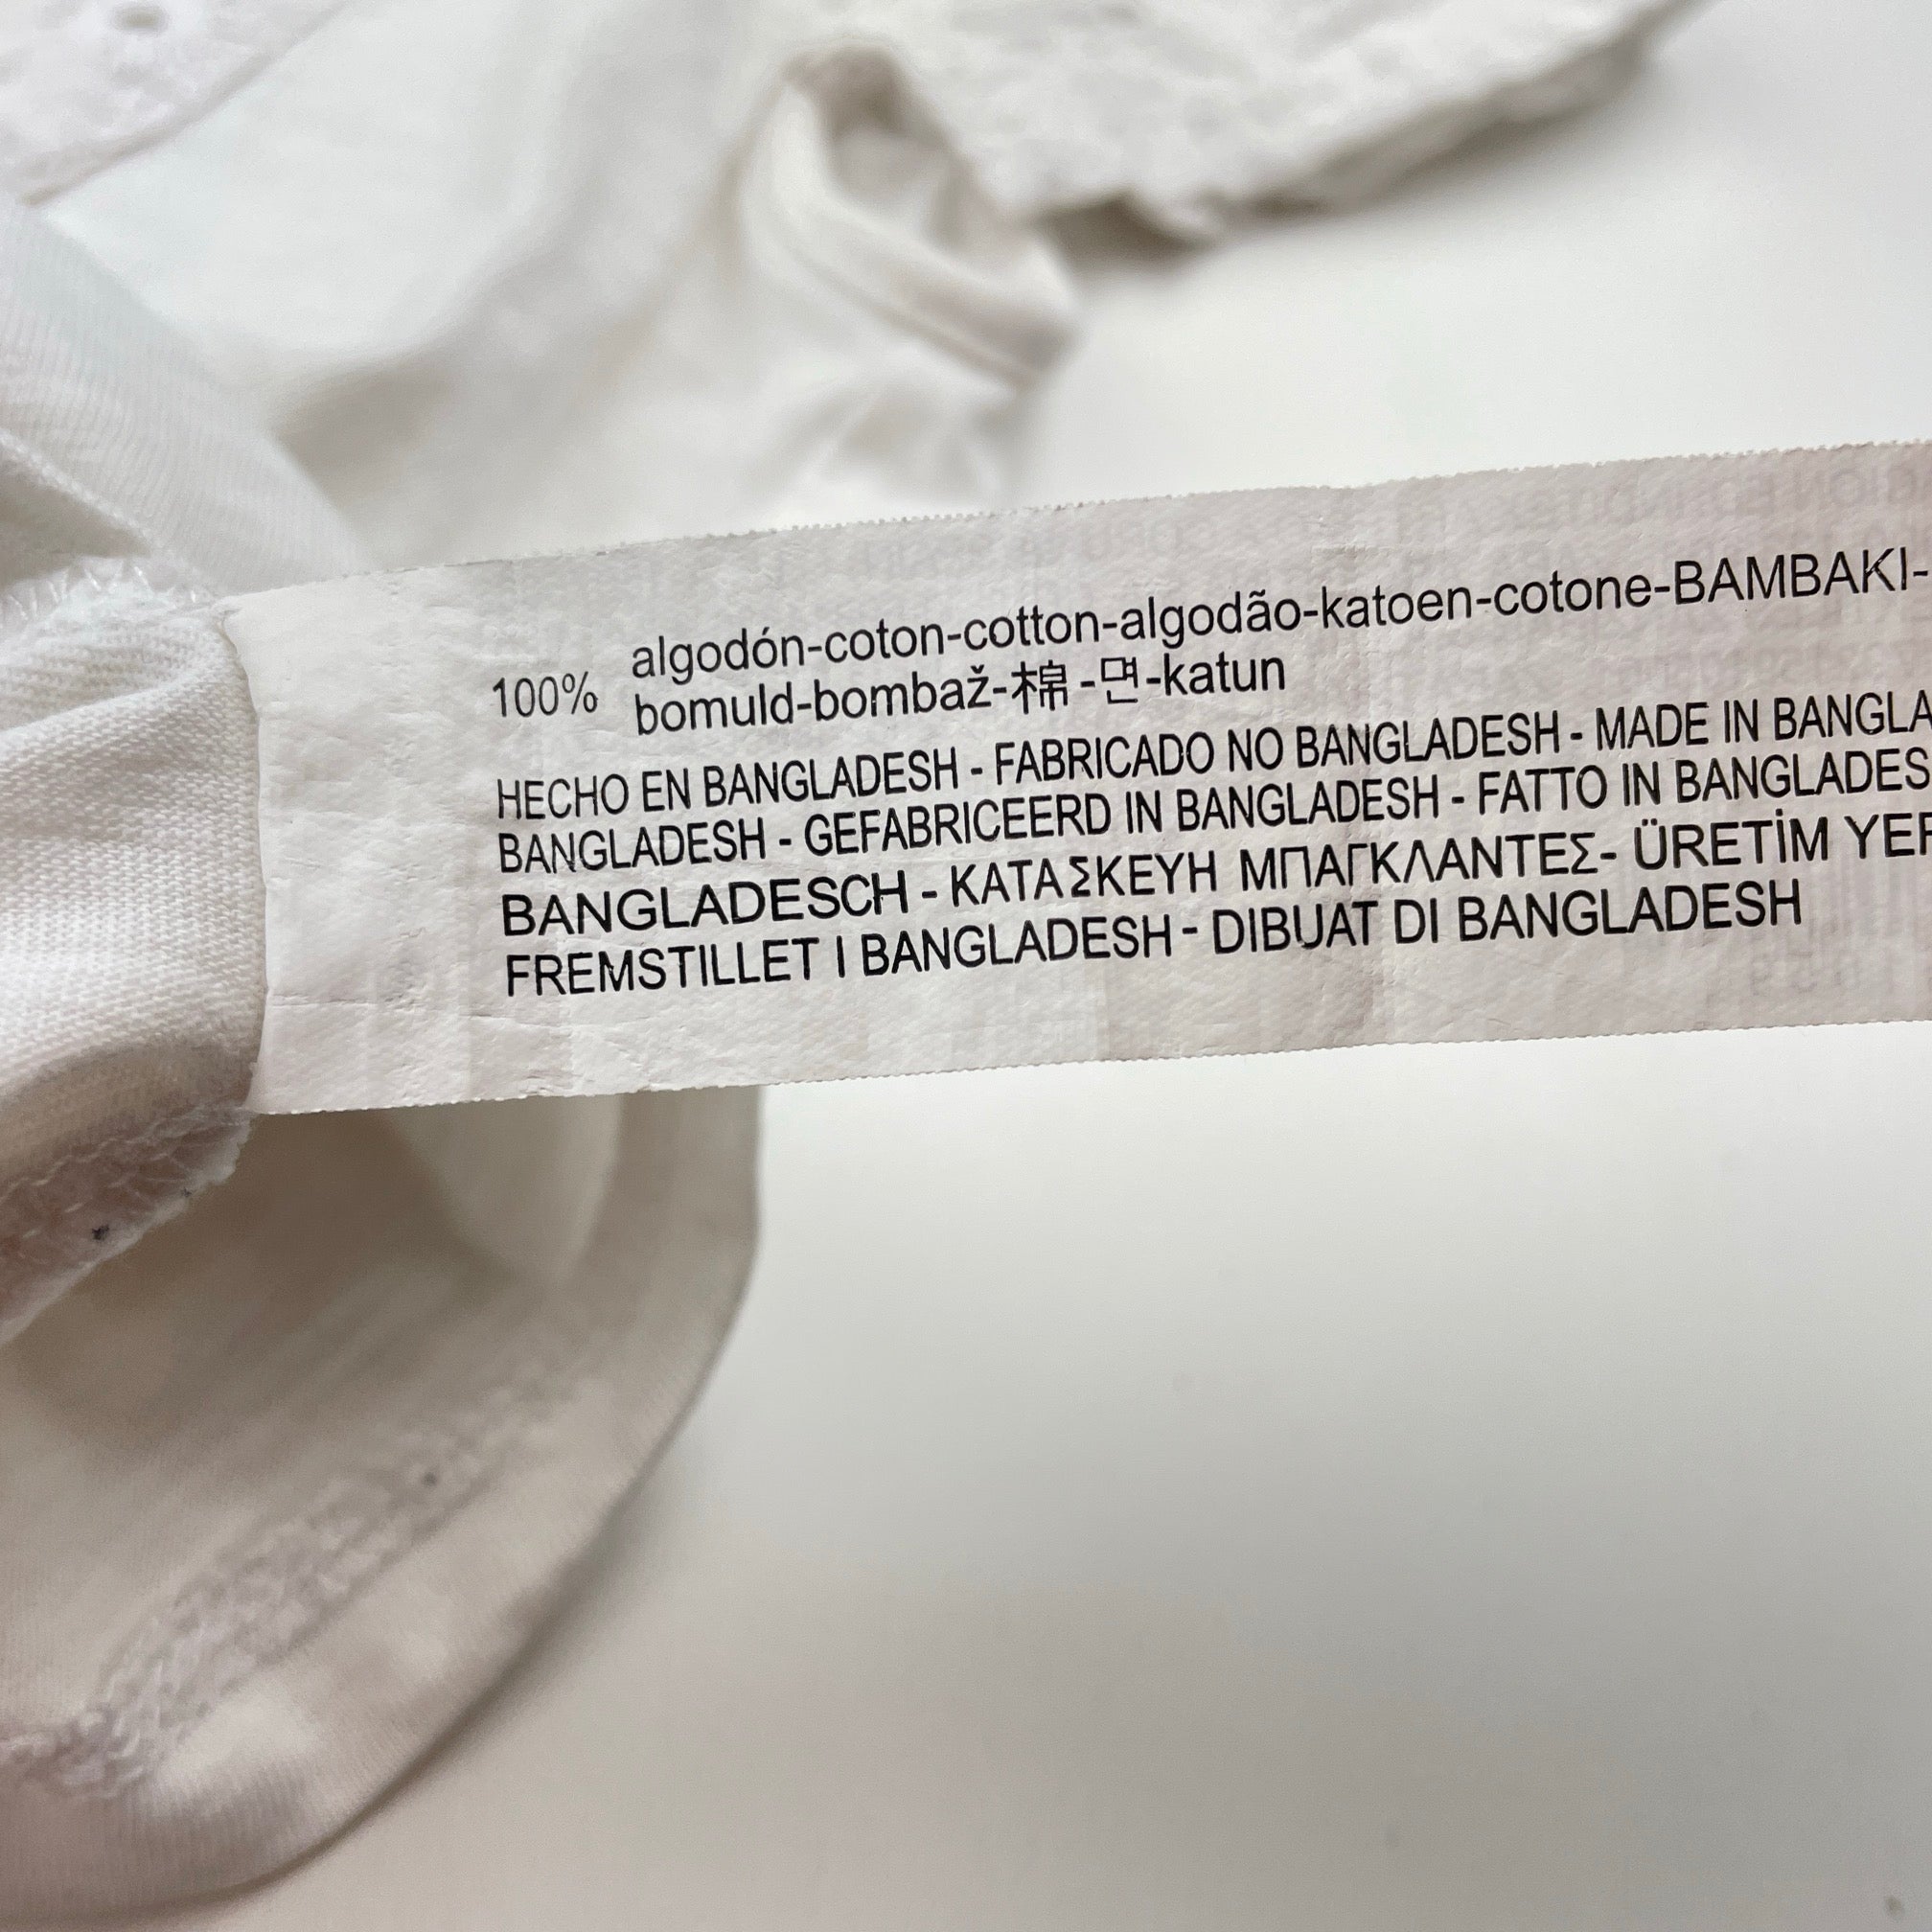 100% algodón-coton-cotton-algodão-katoen-cotone-BAMBAKI-
bomuld-bombaž-棉-면-katun
HECHO EN BANGLADESH - FABRICADO NO BANGLADESH - MADE IN BANGLA
BANGLADESH - GEFABRICEERD IN BANGLADESH - FATTO IN BANGLADES
BANGLADESCH - ΚΑΤΑΣΚΕΥΗ ΜΠΑΓΚΛΑΝΤΕΣ- ÜRETİM YER
FREMSTILLET I BANGLADESH - DIBUAT DI BANGLADESH